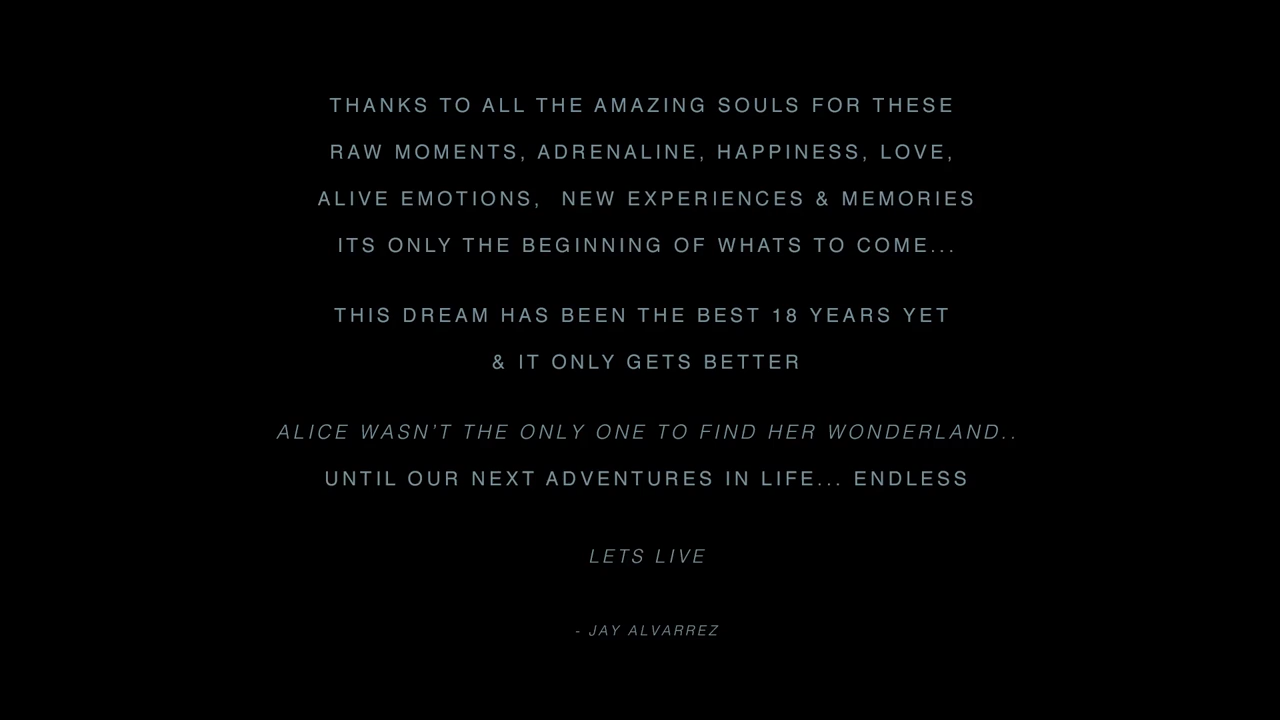 THANKS TO ALL THE AMAZING SOULS FOR THESE
RAW MOMENTS, ADRENALINE, HAPPINESS, LOVE,
ALIVE EMOTIONS,  NEW EXPERIENCES & MEMORIES
ITS ONLY THE BEGINNING OF WHATS TO COME...
THIS DREAM HAS BEEN THE BEST 18 YEARS YET
& IT ONLY GETS BETTER
ALICE WASN’T THE ONLY ONE TO FIND HER WONDERLAND..
UNTIL OUR NEXT ADVENTURES IN LIFE... ENDLESS
LETS LIVE
- JAY ALVARREZ